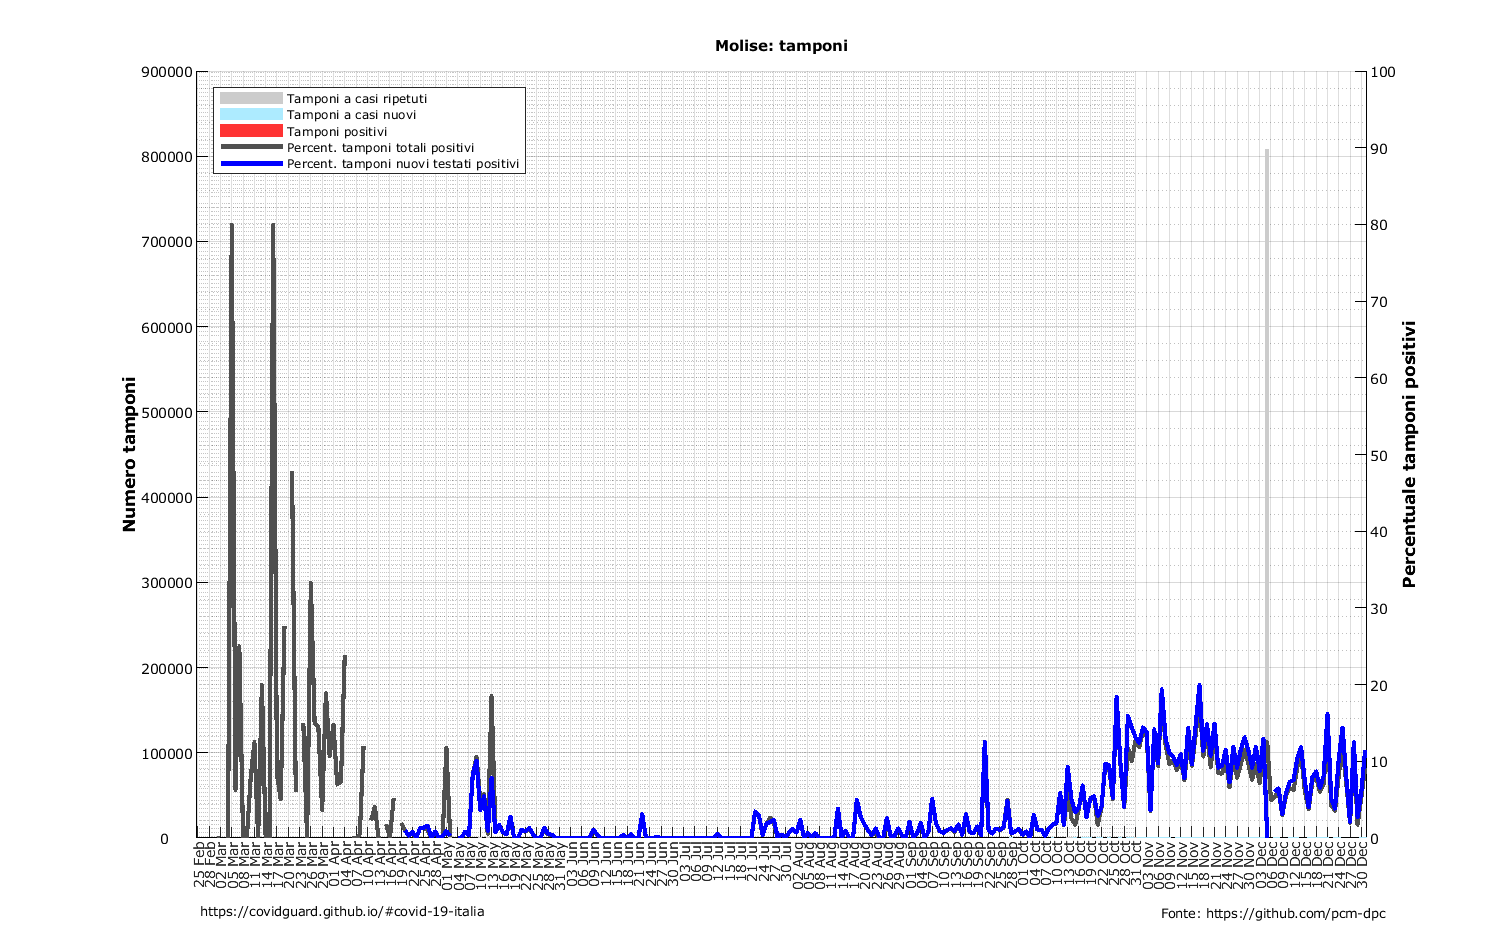 Molise: tamponi
900000
800000
700000
600000
500000
400000
300000
200000
100000
0
Numero tamponi
Tamponi a casi ripetuti
Tamponi a casi nuovi
Tamponi positivi
Percent. tamponi totali positivi
Percent. tamponi nuovi testati positivi
100
90
80
70
60
50
40
30
20
10
0
Percentuale tamponi positivi
25 Feb
28 Feb
02 Mar
05 Mar
08 Mar
11 Mar
14 Mar
17 Mar
20 Mar
23 Mar
26 Mar
29 Mar
01 Apr
04 Apr
07 Apr
10 Apr
13 Apr
16 Apr
19 Apr
22 Apr
25 Apr
28 Apr
01 May
04 May
07 May
10 May
13 May
16 May
19 May
22 May
25 May
28 May
31 May
03 Jun
06 Jun
09 Jun
12 Jun
15 Jun
18 Jun
21 Jun
24 Jun
27 Jun
30 Jun
03 Jul
06 Jul
09 Jul
12 Jul
15 Jul
18 Jul
21 Jul
24 Jul
27 Jul
30 Jul
02 Aug
05 Aug
08 Aug
11 Aug
14 Aug
17 Aug
20 Aug
23 Aug
26 Aug
29 Aug
01 Sep
04 Sep
07 Sep
10 Sep
13 Sep
16 Sep
19 Sep
22 Sep
25 Sep
28 Sep
01 Oct
04 Oct
07 Oct
10 Oct
13 Oct
16 Oct
19 Oct
22 Oct
25 Oct
28 Oct
31 Oct
03 Nov
06 Nov
09 Nov
12 Nov
15 Nov
18 Nov
21 Nov
24 Nov
27 Nov
30 Nov
03 Dec
06 Dec
09 Dec
12 Dec
15 Dec
18 Dec
21 Dec
24 Dec
27 Dec
30 Dec
https://covidguard.github.io/#covid-19-italia
Fonte: https://github.com/pcm-dpc